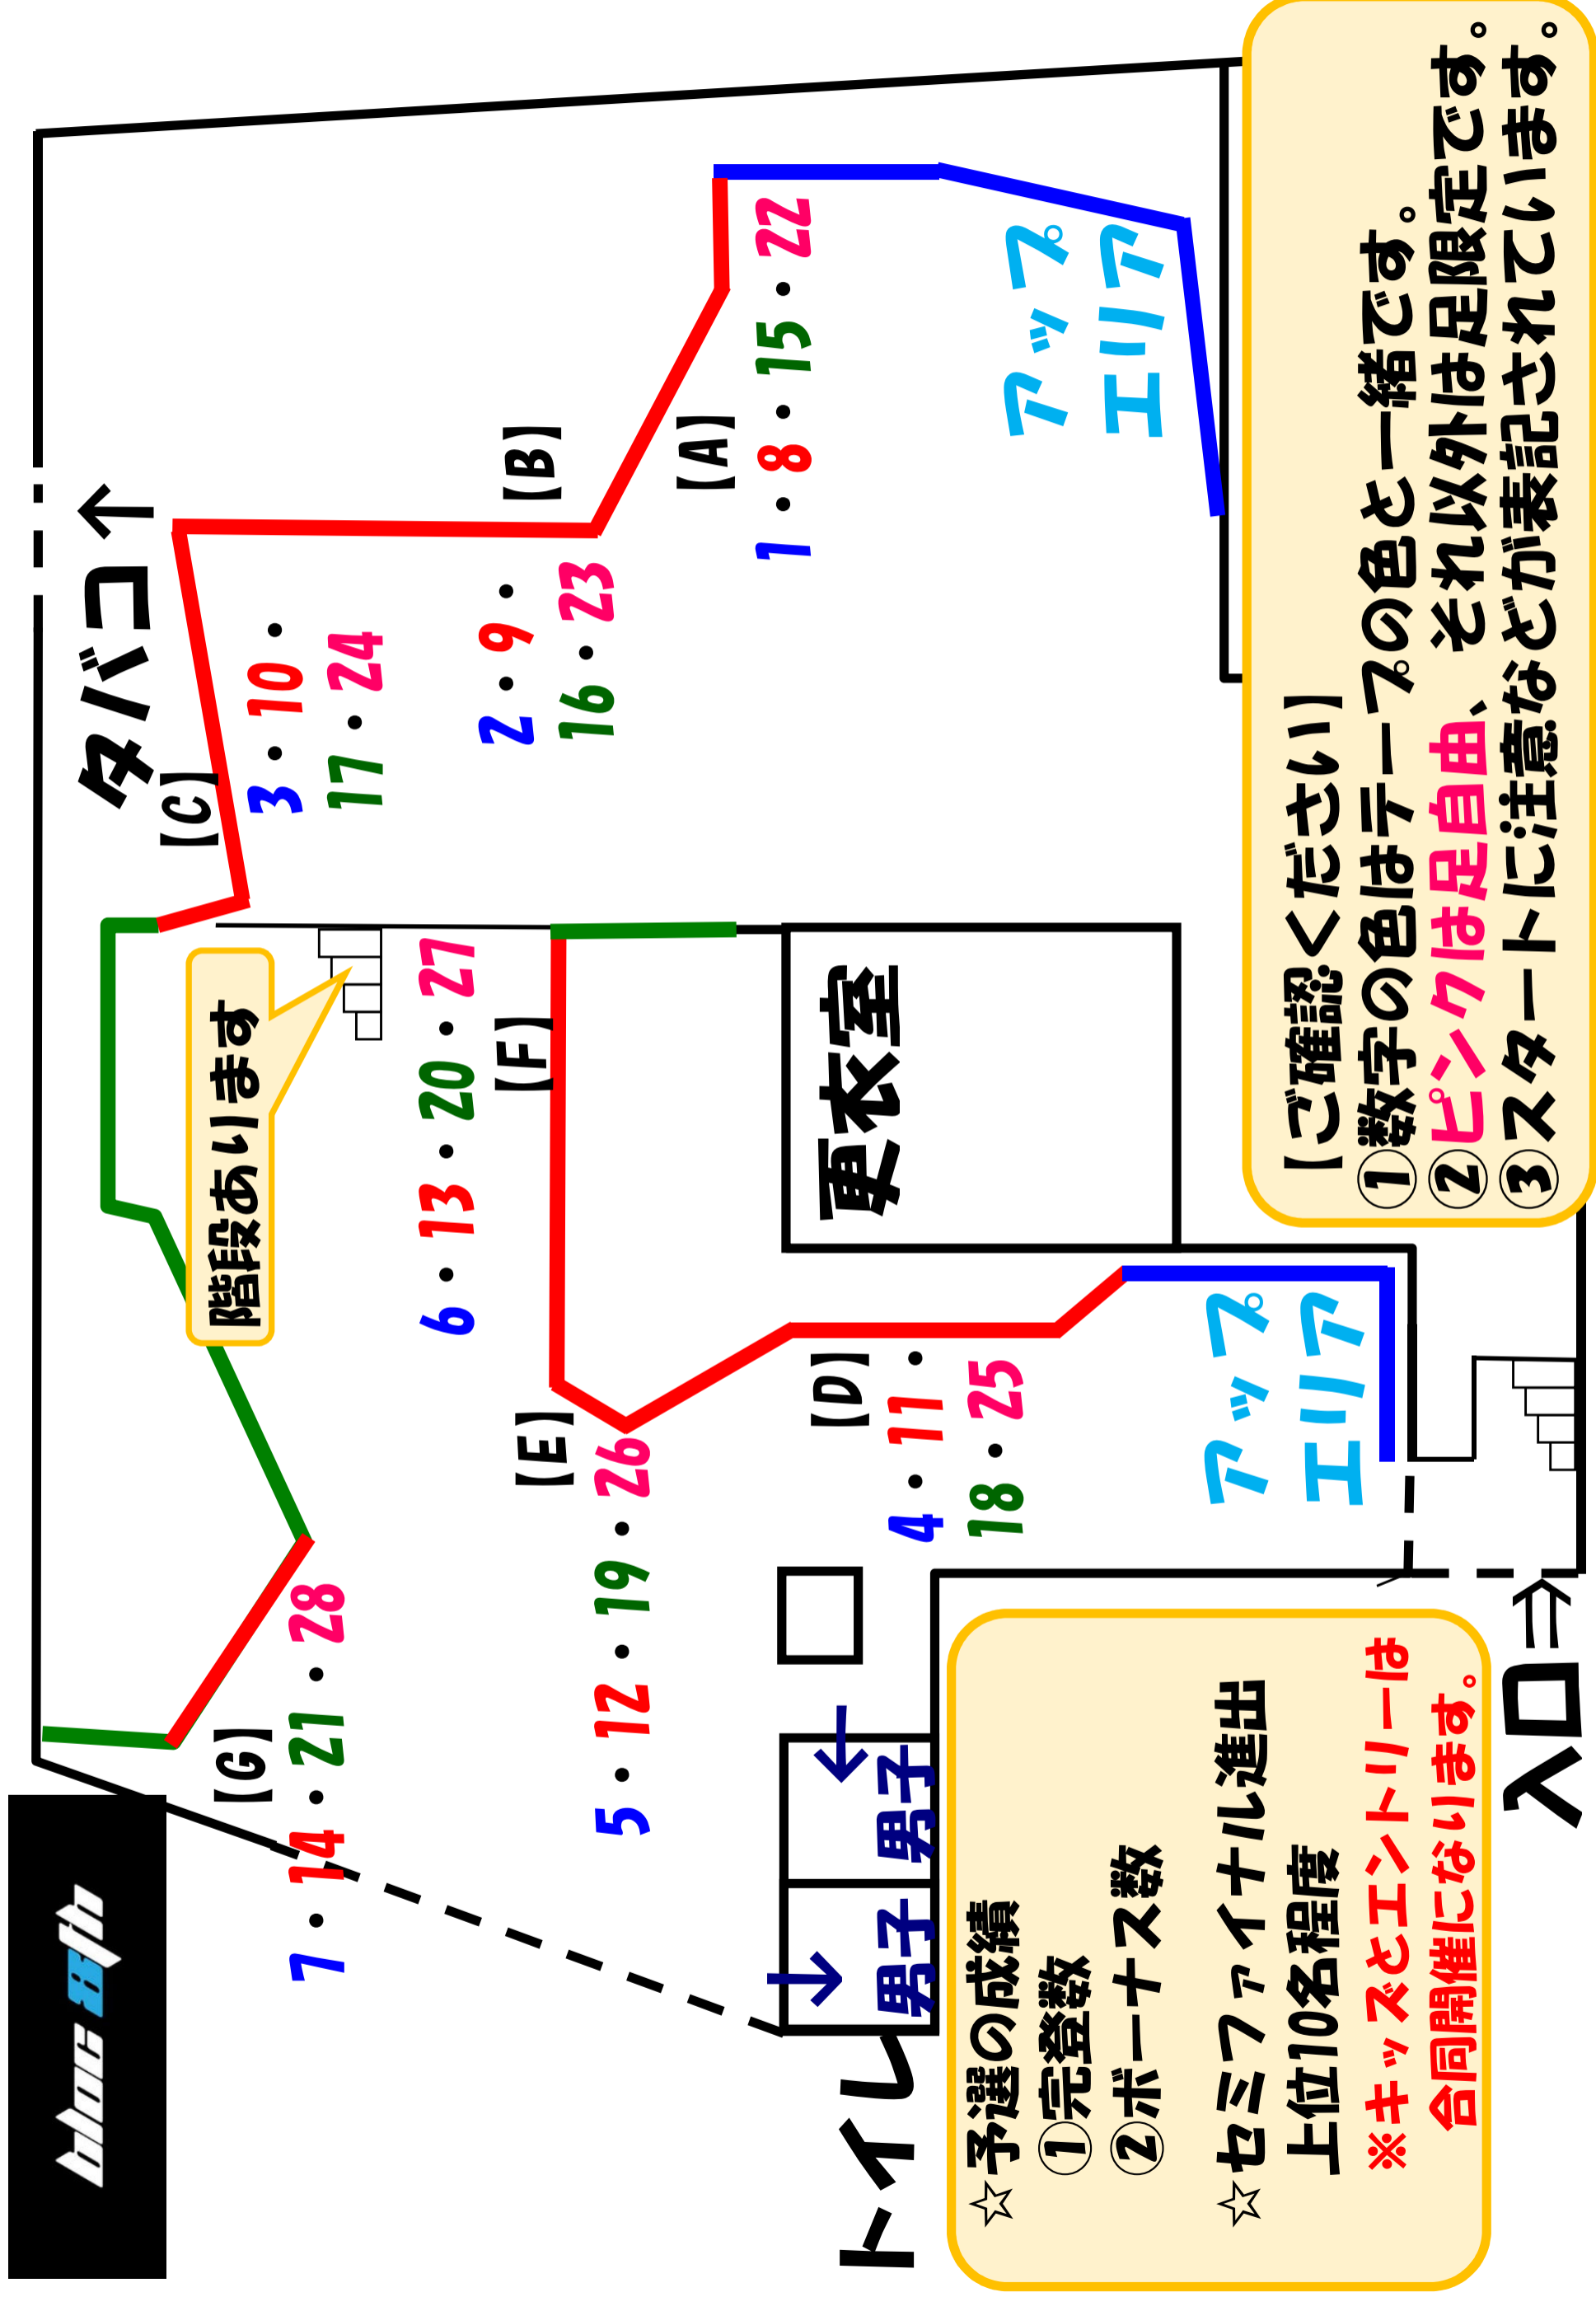 bloc 8th
タバコ→
【C】
階段あります
【G】
3・10・
17・24
7・14・21・28
6・13・20・27
【F】
【B】
2・9・
16・23
【E】
5・12・19・26
【A】
1・8・15・22
【D】
4・11・
18・25
更衣室
トイレ
男子
男子
アップ
エリア
アップ
エリア
☆予選の成績
①完登数
②ボーナス数
☆セミファイナル進出
上位10名程度
※キッズとエントリーは
合同開催になります。
入口⇒
【ご確認ください】
①数字の色はテープの色と一緒です。
②ピンクは足自由、それ以外は足限定です。
③スタートに注意などが表記されています。